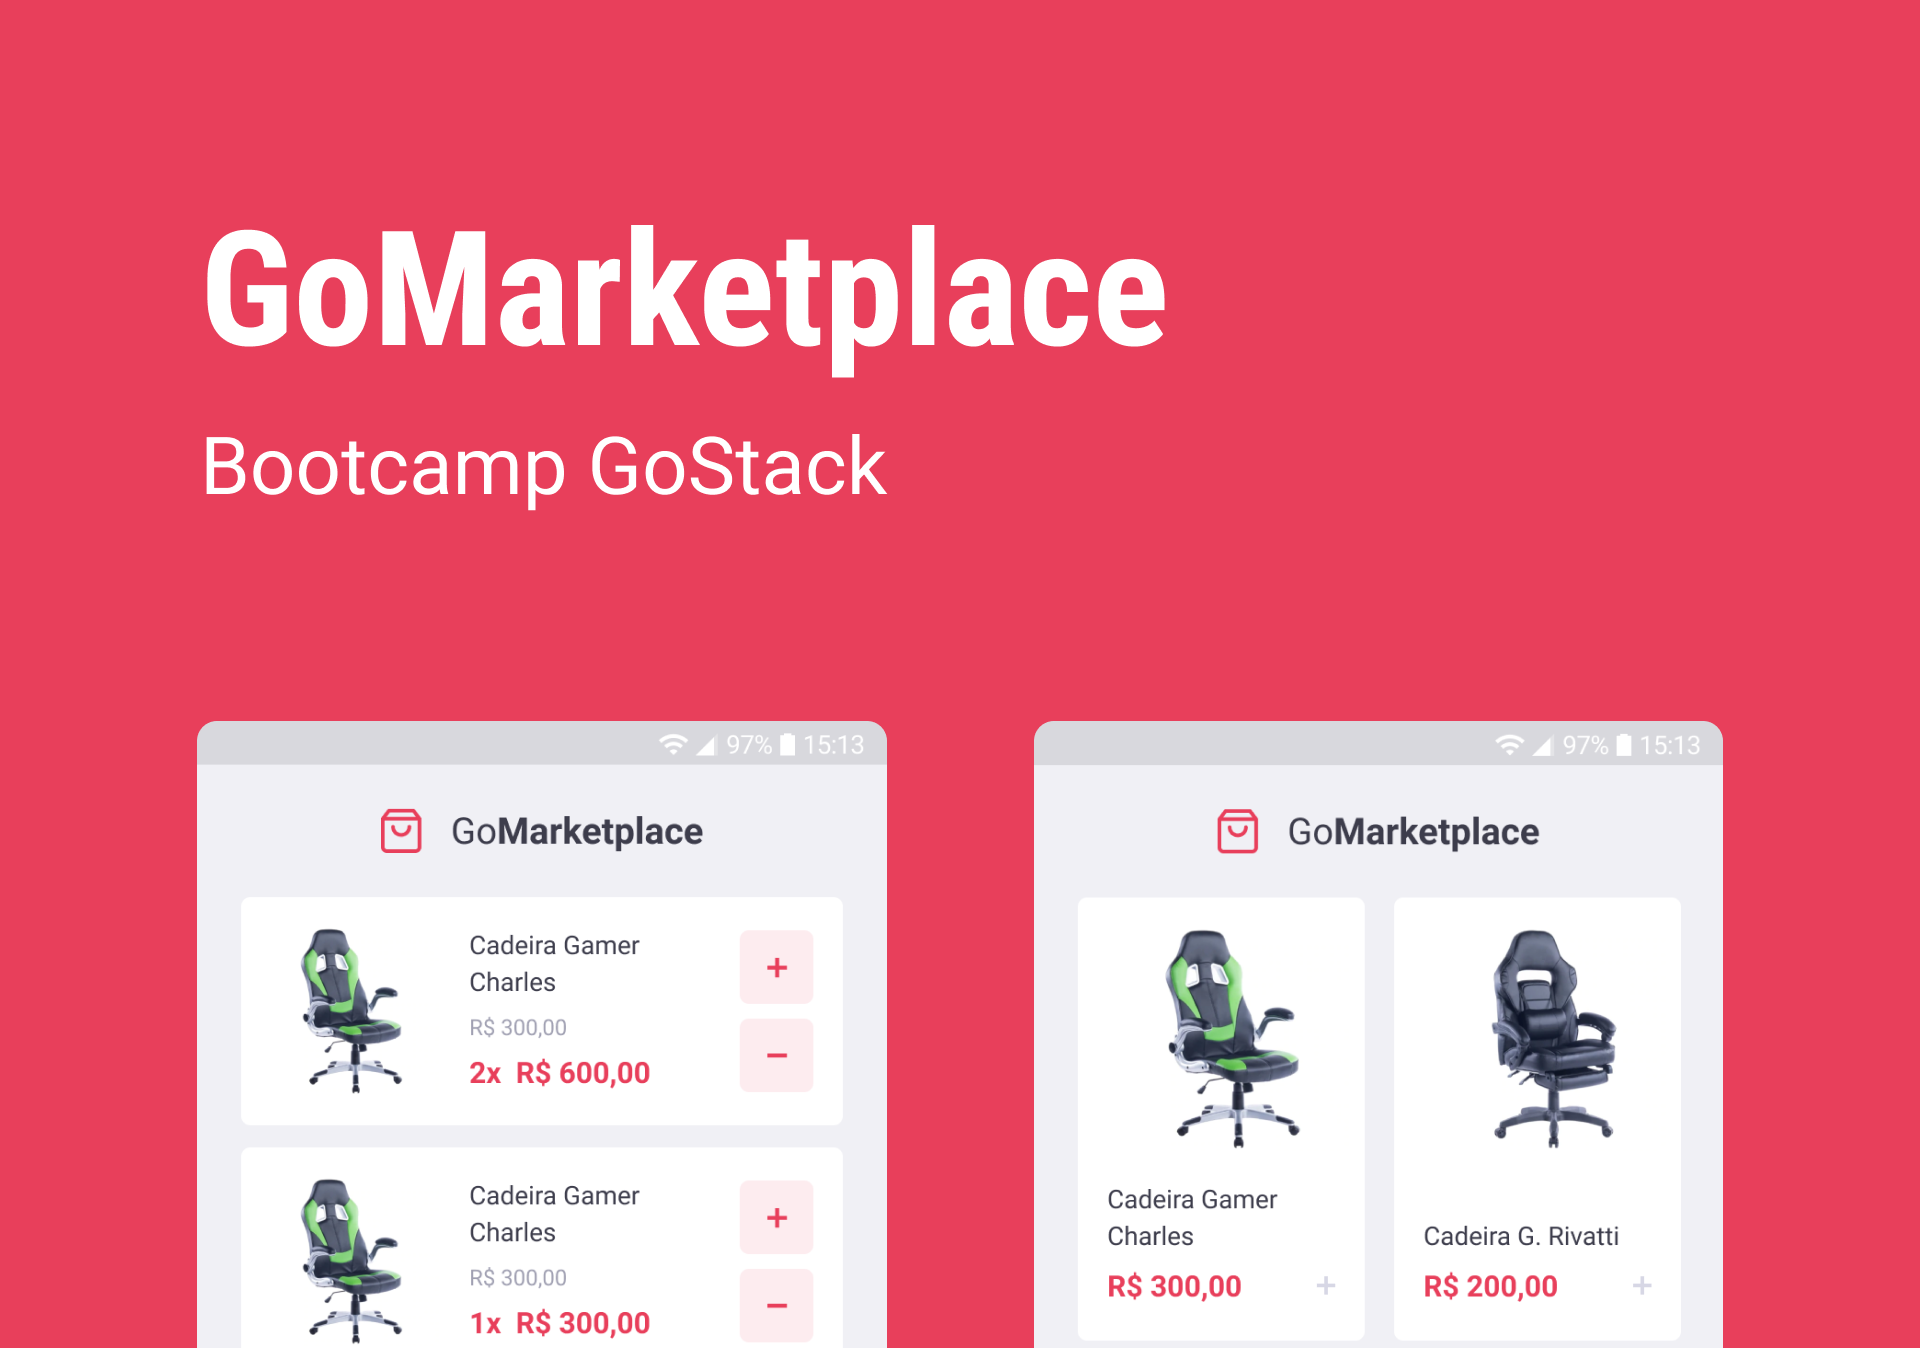 GoMarketplace
Bootcamp GoStack
97% 15:13
GoMarketplace
Cadeira Gamer
Charles
R$ 300,00
2x R$ 600,00
+
−
Cadeira Gamer
Charles
R$ 300,00
1x R$ 300,00
+
−
97% 15:13
GoMarketplace
Cadeira Gamer
Charles
R$ 300,00 +
Cadeira G. Rivatti
R$ 200,00 +